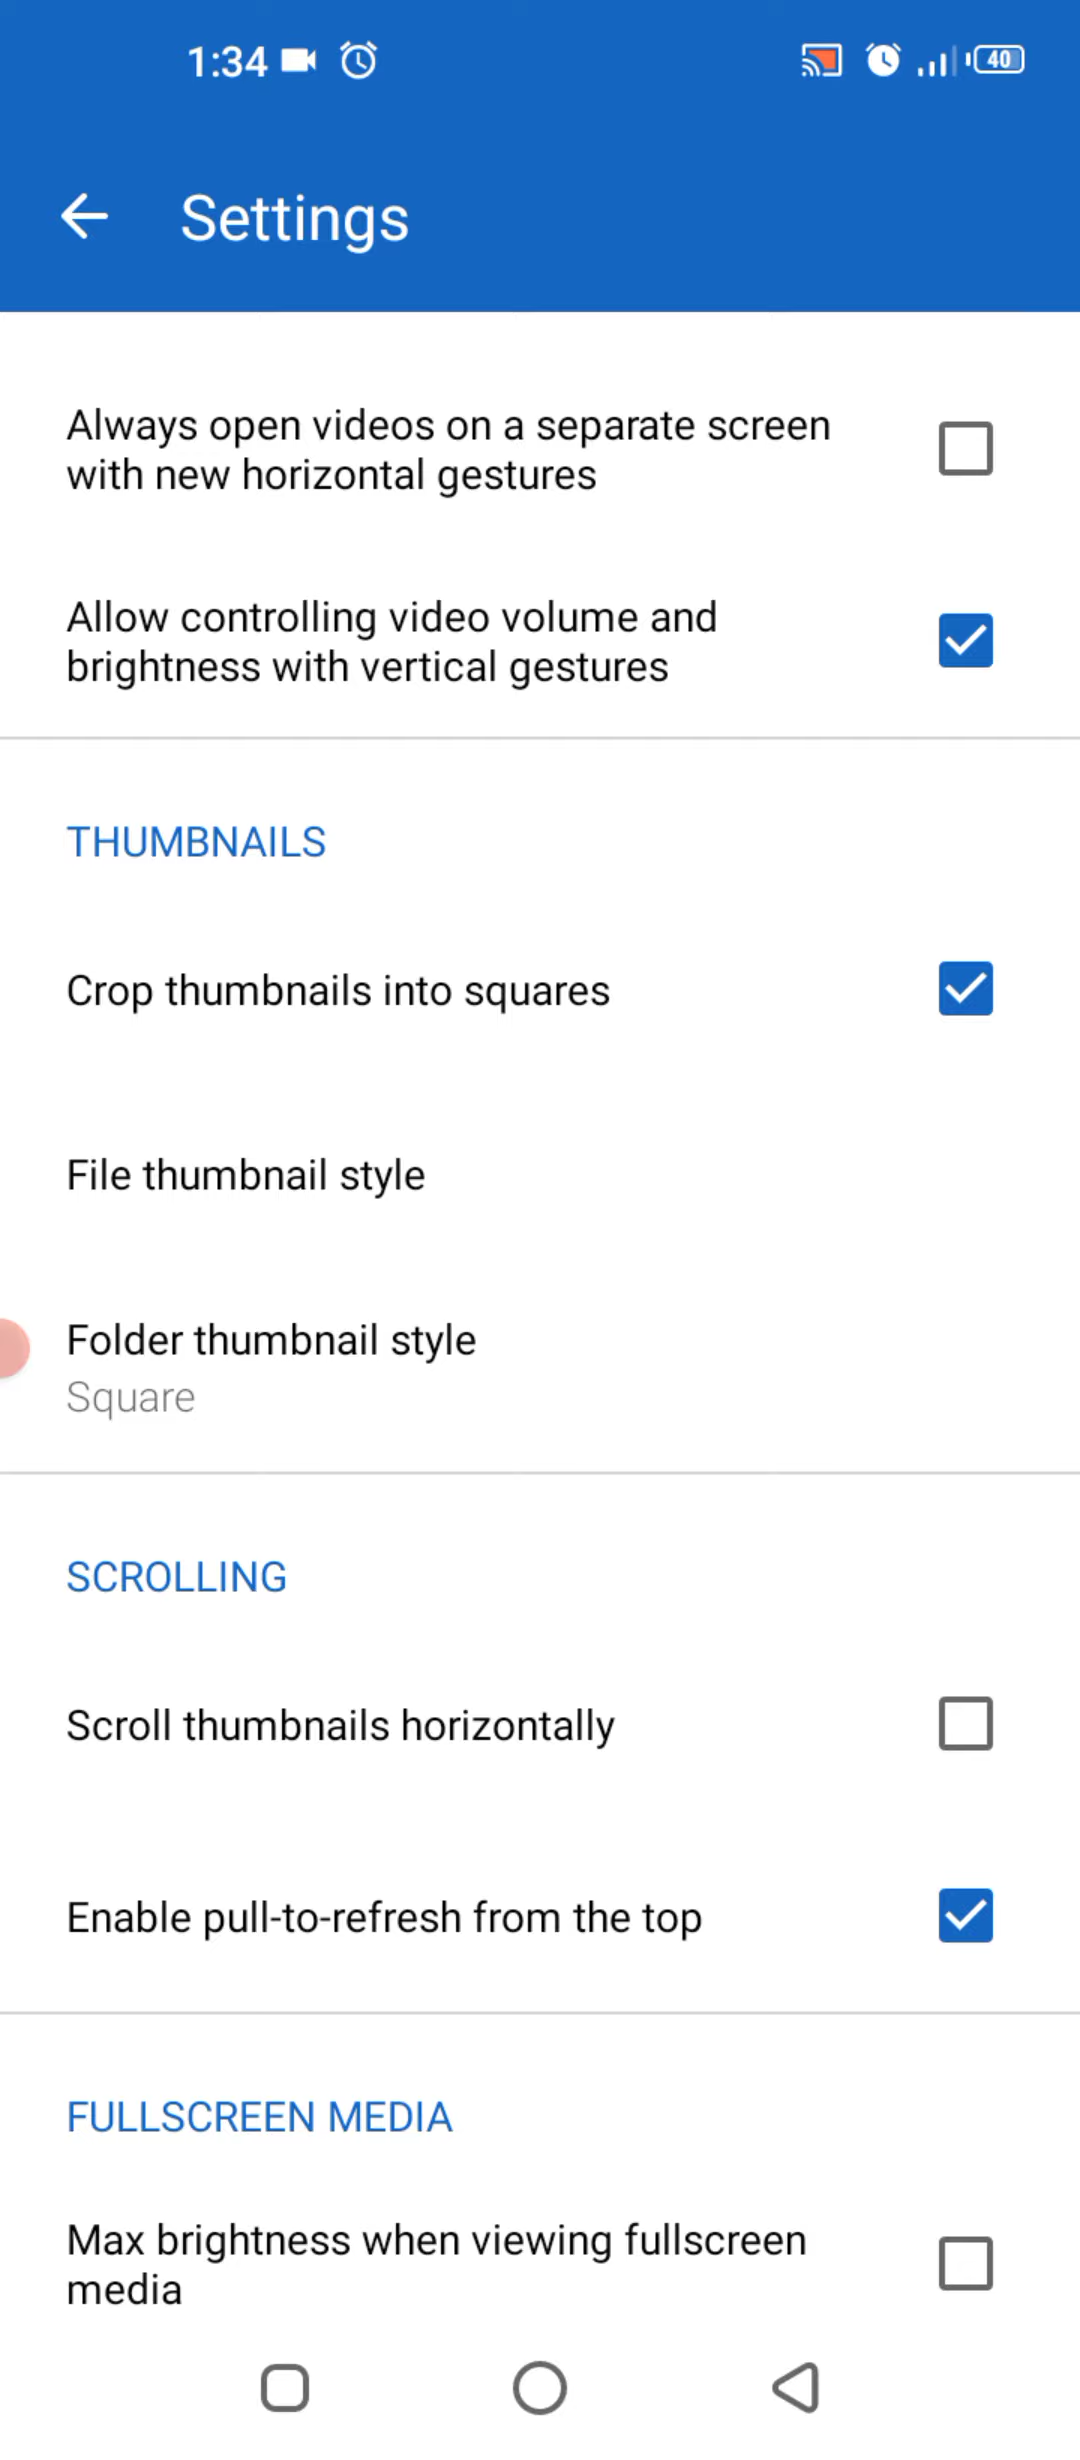 1:34
40
Settings
Always open videos on a separate screen
with new horizontal gestures
Allow controlling video volume and
brightness with vertical gestures
THUMBNAILS
Crop thumbnails into squares
File thumbnail style
Folder thumbnail style
Square
SCROLLING
Scroll thumbnails horizontally
Enable pull-to-refresh from the top
FULLSCREEN MEDIA
Max brightness when viewing fullscreen
media